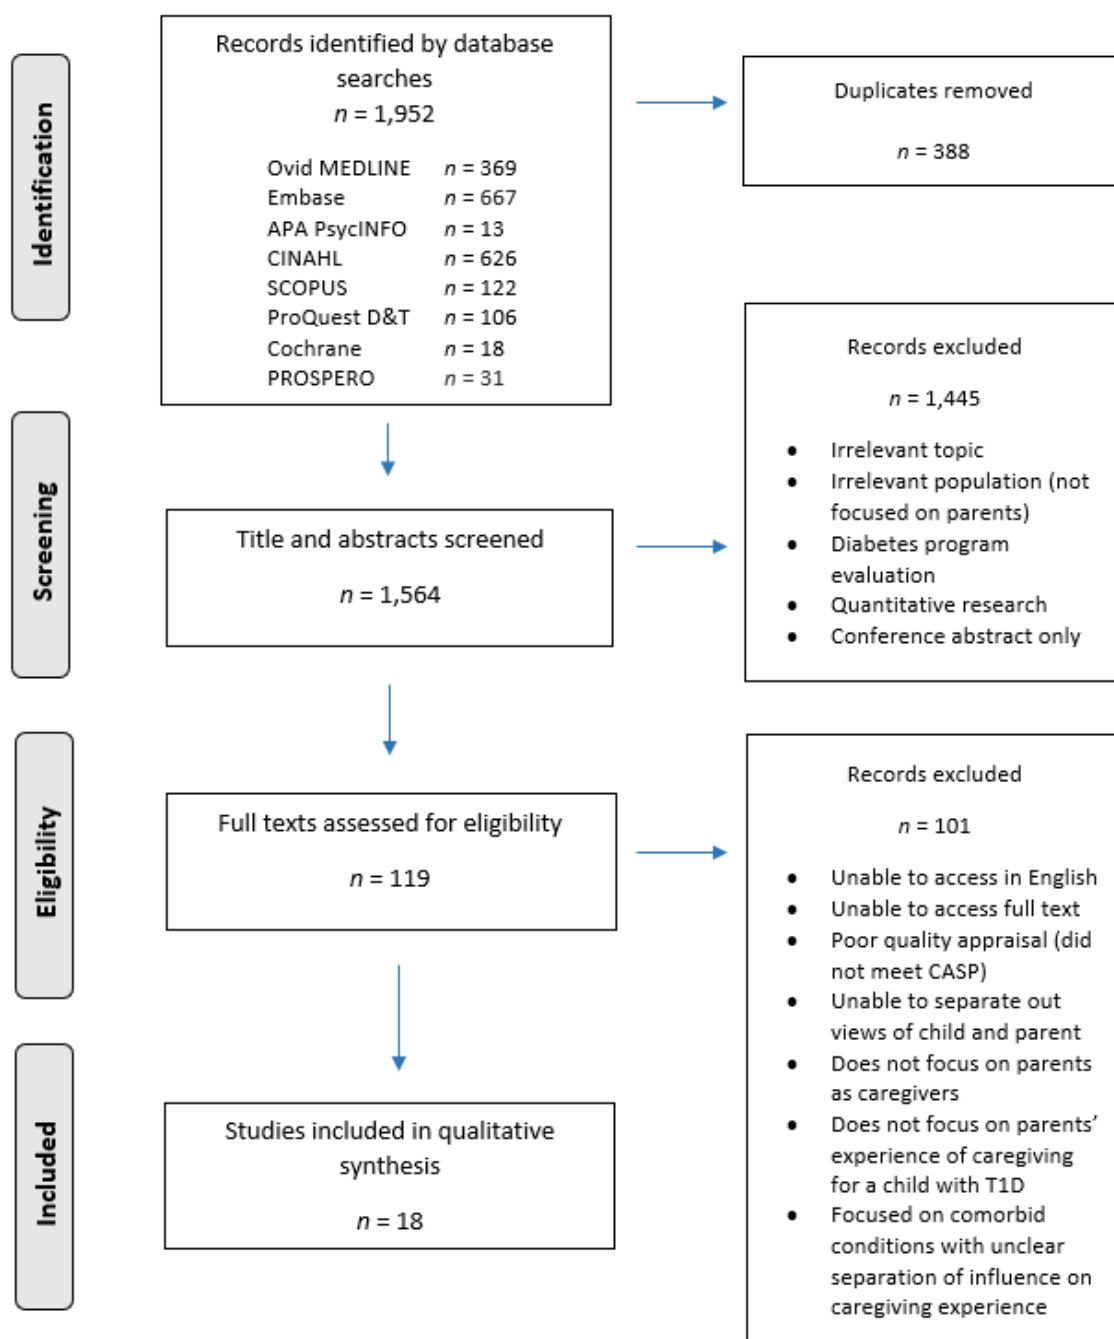 Identification
Records identified by database
searches
n = 1,952
Ovid MEDLINE n = 369
Embase n = 667
APA PsycINFO n = 13
CINAHL n = 626
SCOPUS n = 122
ProQuest D&T n = 106
Cochrane n = 18
PROSPERO n = 31
Duplicates removed
n = 388
Screening
Title and abstracts screened
n = 1,564
Records excluded
n = 1,445
● Irrelevant topic
● Irrelevant population (not
focused on parents)
● Diabetes program
evaluation
● Quantitative research
● Conference abstract only
Eligibility
Full texts assessed for eligibility
n = 119
Records excluded
n = 101
● Unable to access in English
● Unable to access full text
● Poor quality appraisal (did
not meet CASP)
● Unable to separate out
views of child and parent
● Does not focus on parents
as caregivers
● Does not focus on parents’
experience of caregiving
for a child with T1D
● Focused on comorbid
conditions with unclear
separation of influence on
caregiving experience
Included
Studies included in qualitative
synthesis
n = 18